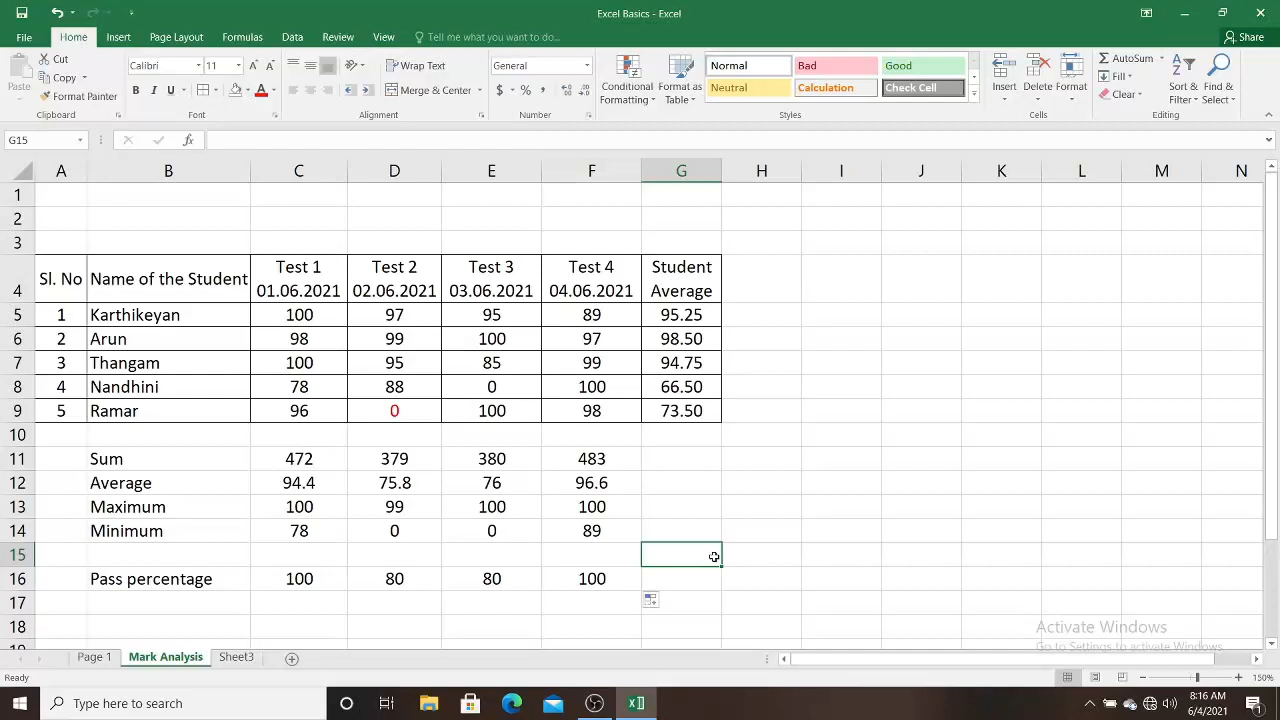 Excel Basics - Excel
File Home Insert Page Layout Formulas Data Review View Tell me what you want to do... Share
Paste Cut Copy Format Painter Clipboard
Calibri 11 A A B I U A Font
Wrap Text Merge & Center Alignment
General $ % , Number
Conditional Formatting Format as Table Normal Bad Good Neutral Calculation Check Cell Styles
Insert Delete Format Cells
AutoSum Fill Clear Sort & Filter Find & Select Editing
G15 fx
A B C D E F G H I J K L M N
1
2
3
4 Sl. No Name of the Student Test 1 01.06.2021 Test 2 02.06.2021 Test 3 03.06.2021 Test 4 04.06.2021 Student Average
5 1 Karthikeyan 100 97 95 89 95.25
6 2 Arun 98 99 100 97 98.50
7 3 Thangam 100 95 85 99 94.75
8 4 Nandhini 78 88 0 100 66.50
9 5 Ramar 96 0 100 98 73.50
10
11 Sum 472 379 380 483
12 Average 94.4 75.8 76 96.6
13 Maximum 100 99 100 100
14 Minimum 78 0 0 89
15
16 Pass percentage 100 80 80 100
17
18
Activate Windows
Go to Settings to activate Windows.
Page 1 Mark Analysis Sheet3
Ready 150%
Type here to search
8:16 AM
6/4/2021